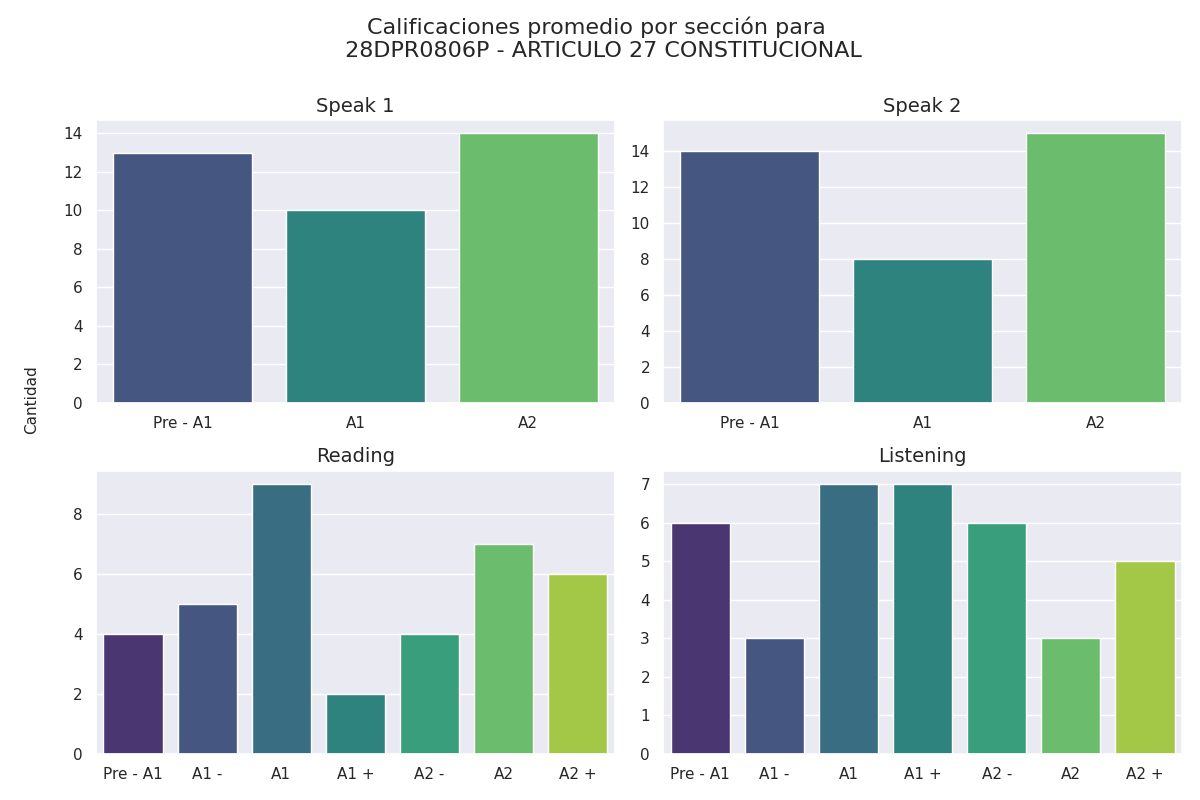 Calificaciones promedio por sección para
28DPR0806P - ARTICULO 27 CONSTITUCIONAL
Cantidad
Speak 1
14
12
10
8
6
4
2
0
Pre - A1 A1 A2
Speak 2
14
12
10
8
6
4
2
0
Pre - A1 A1 A2
Reading
8
6
4
2
0
Pre - A1 A1 - A1 A1 + A2 - A2 A2 +
Listening
7
6
5
4
3
2
1
0
Pre - A1 A1 - A1 A1 + A2 - A2 A2 +